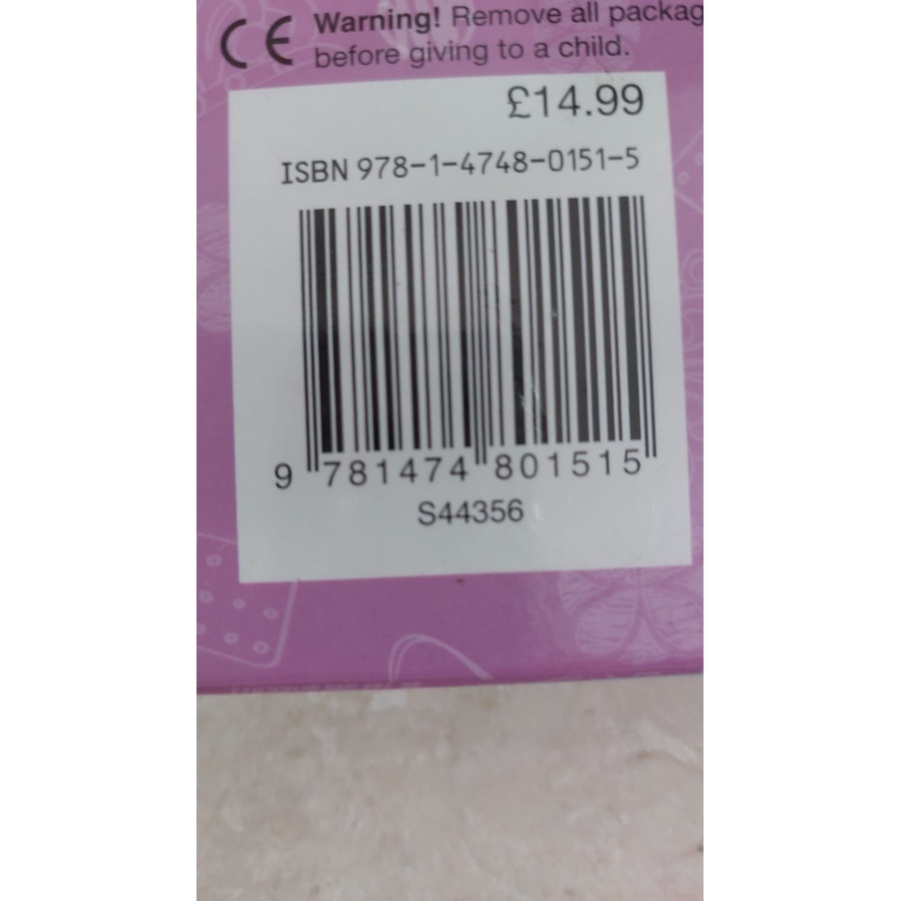 CE Warning! Remove all packag
before giving to a child.
£14.99
ISBN 978-1-4748-0151-5
9 781474 801515
S44356